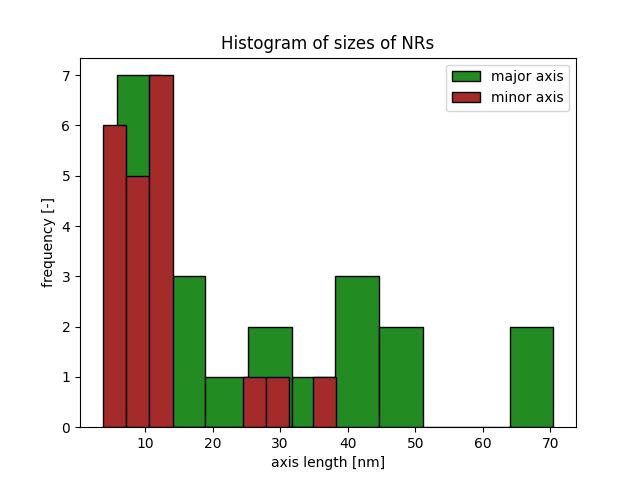 Histogram of sizes of NRs
major axis
minor axis
7
6
5
4
3
2
1
0
frequency [-]
10 20 30 40 50 60 70
axis length [nm]